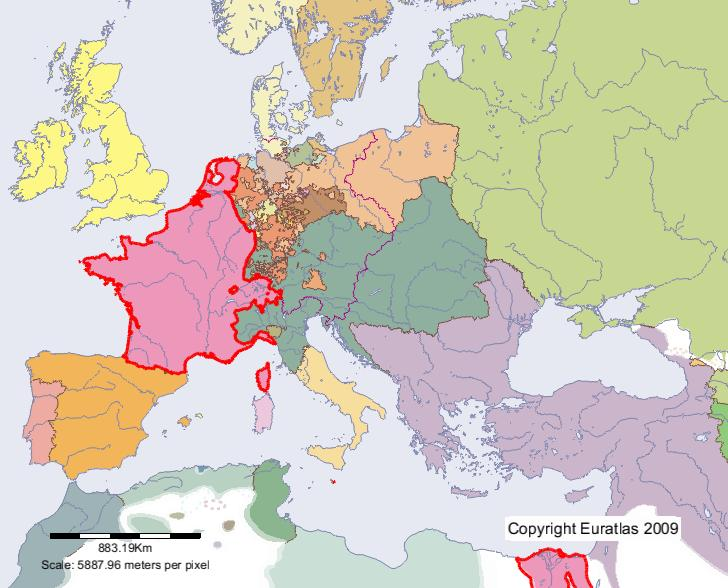 Copyright Euratlas 2009
883.19Km
Scale: 5887.96 meters per pixel